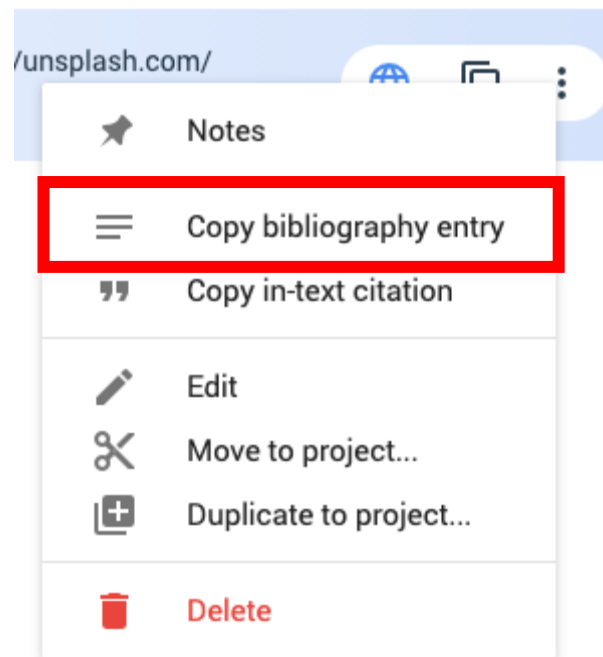 /unsplash.com/
Notes
Copy bibliography entry
Copy in-text citation
Edit
Move to project...
Duplicate to project...
Delete